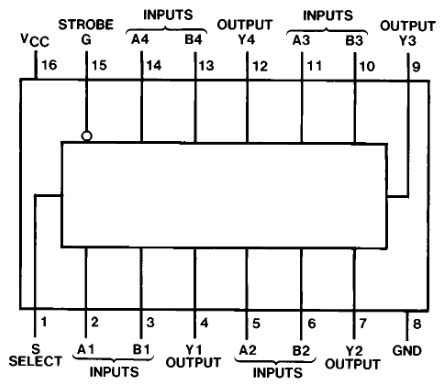 INPUTS INPUTS
STROBE OUTPUT OUTPUT
VCC G A4 B4 Y4 A3 B3 Y3
16 15 14 13 12 11 10 9
1 2 3 4 5 6 7 8
S A1 B1 Y1 A2 B2 Y2 GND
SELECT INPUTS OUTPUT INPUTS OUTPUT